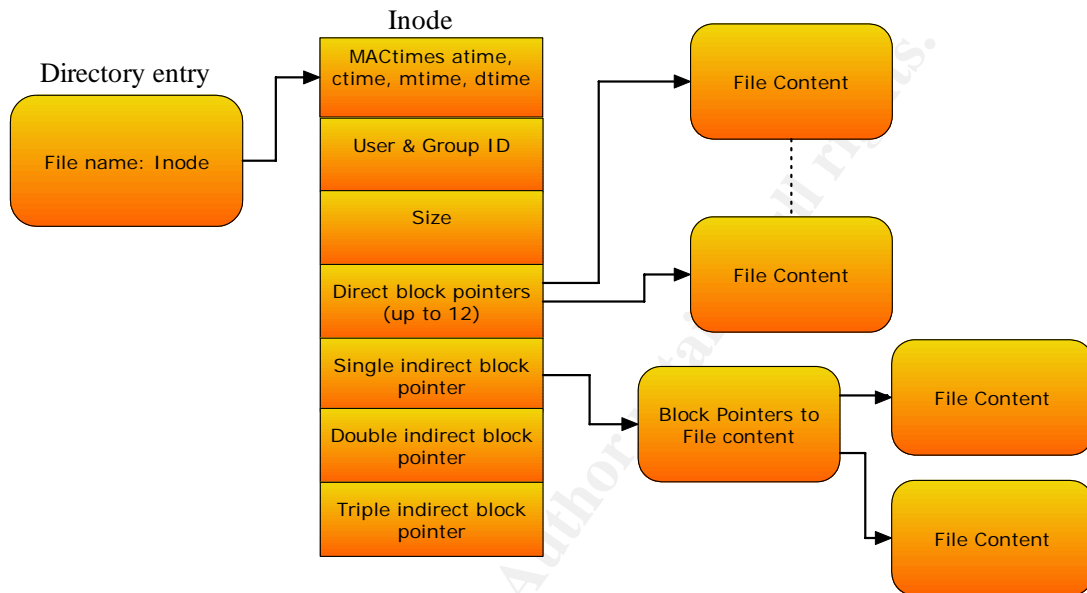 Inode
Directory entry
File name: Inode
MACtimes atime,
ctime, mtime, dtime
User & Group ID
Size
Direct block pointers
(up to 12)
Single indirect block
pointer
Double indirect block
pointer
Triple indirect block
pointer
File Content
File Content
Block Pointers to
File content
File Content
File Content
Author
rights.